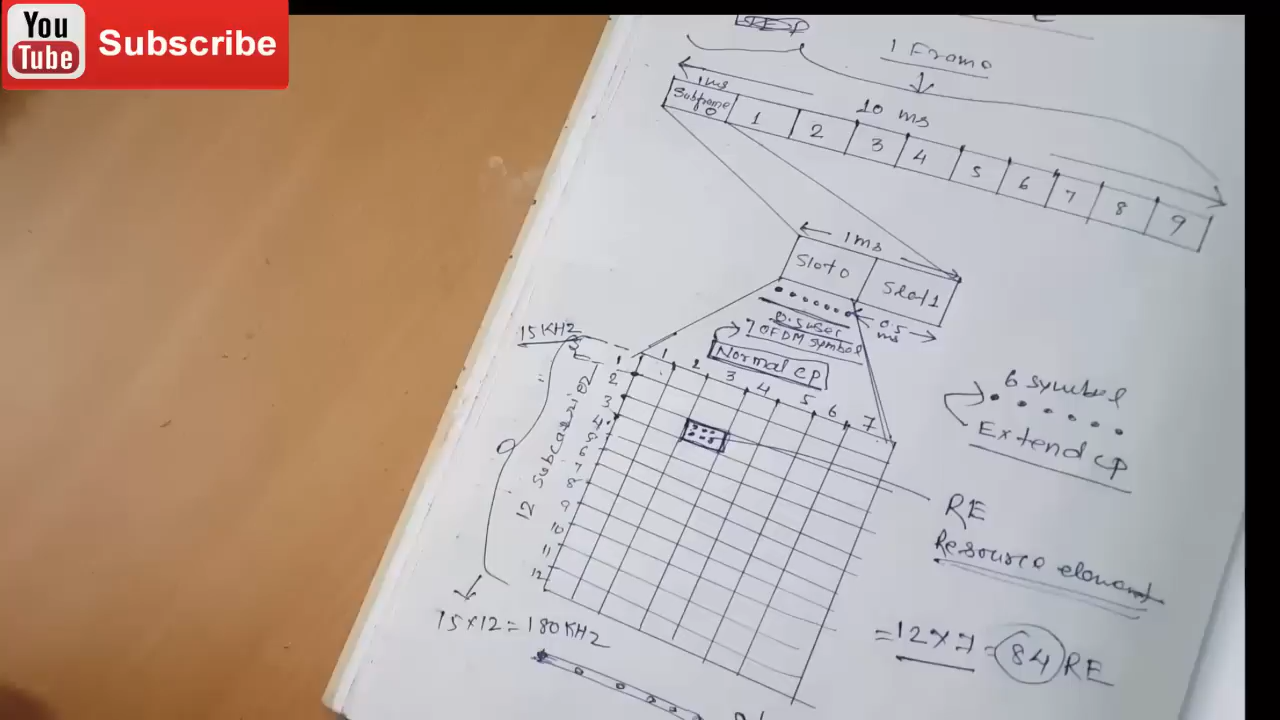 You
Tube
Subscribe
1 Frame
1ms
10 ms
Subframe
0
1
2
3
4
5
6
7
8
9
1ms
Slot 0
Slot 1
0.5
ms
7 OFDM symbol
Normal CP
15 KHZ
1 2 3 4 5 6 7
1
2
3
4
5
6
7
8
9
10
11
12
12 Subcarrier
6 symbol
Extend CP
RE
Resource element
15×12=180KHZ
=12×7=84 RE